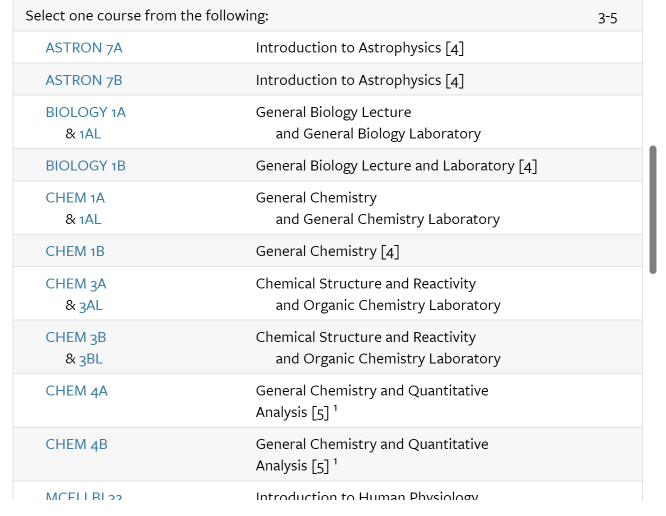 Select one course from the following: 3-5
ASTRON 7A Introduction to Astrophysics [4]
ASTRON 7B Introduction to Astrophysics [4]
BIOLOGY 1A General Biology Lecture
& 1AL and General Biology Laboratory
BIOLOGY 1B General Biology Lecture and Laboratory [4]
CHEM 1A General Chemistry
& 1AL and General Chemistry Laboratory
CHEM 1B General Chemistry [4]
CHEM 3A Chemical Structure and Reactivity
& 3AL and Organic Chemistry Laboratory
CHEM 3B Chemical Structure and Reactivity
& 3BL and Organic Chemistry Laboratory
CHEM 4A General Chemistry and Quantitative
Analysis [5] ¹
CHEM 4B General Chemistry and Quantitative
Analysis [5] ¹
Introduction to Human Physiology